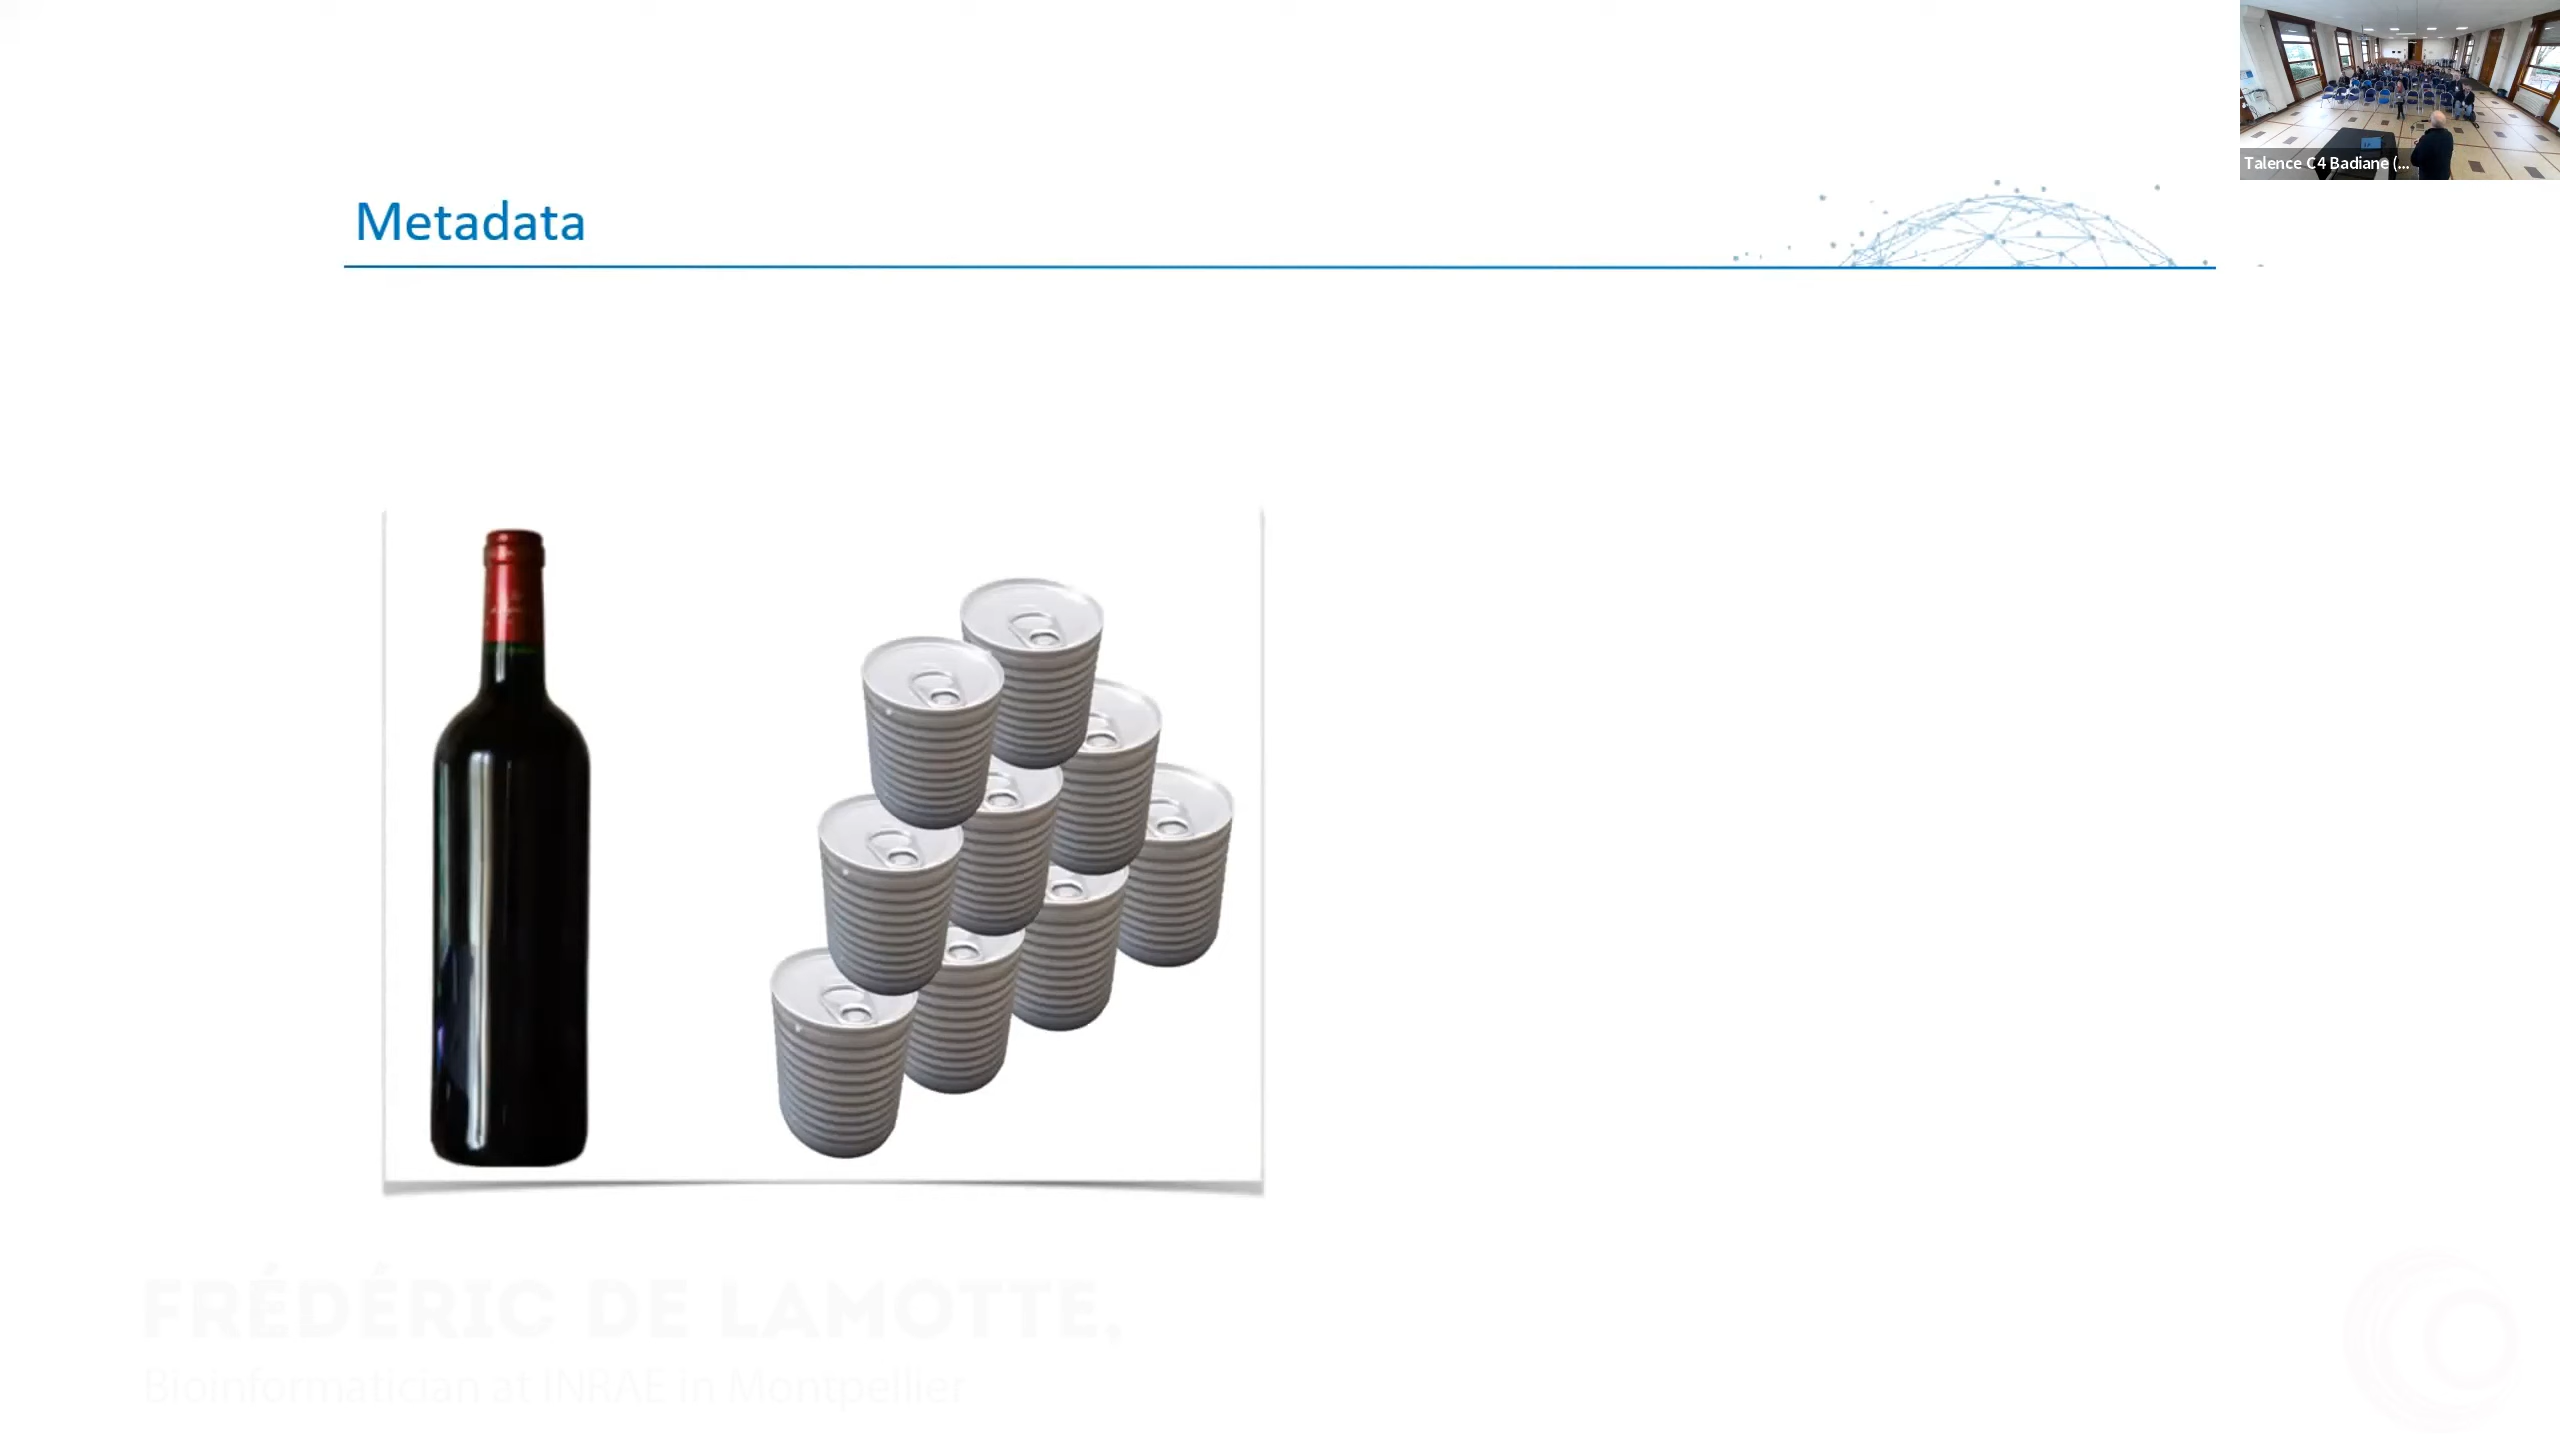 Talence C4 Badiane (...
Metadata
FRÉDÉRIC DE LAMOTTE,
Bioinformatician at INRAE in Montpellier